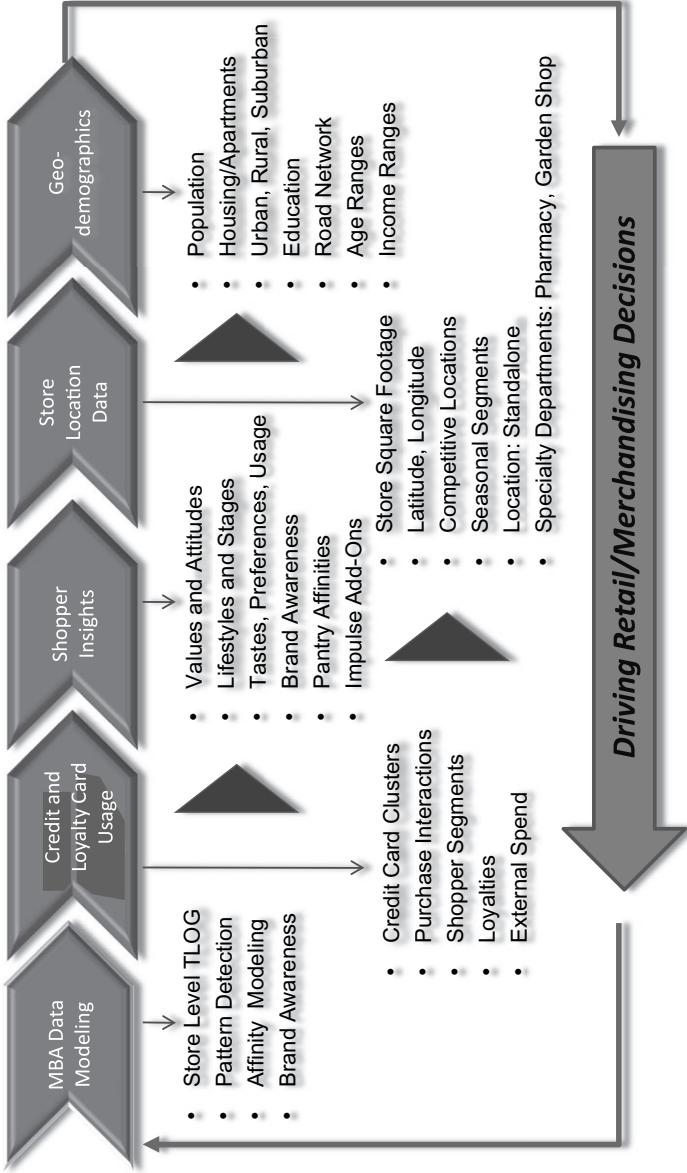 MBA Data
Modeling
Credit and
Loyalty Card
Usage
Shopper
Insights
Store
Location
Data
Geo-
demographics
• Store Level TLOG
• Pattern Detection
• Affinity Modeling
• Brand Awareness
• Values and Attitudes
• Lifestyles and Stages
• Tastes, Preferences, Usage
• Brand Awareness
• Pantry Affinities
• Impulse Add-Ons
• Population
• Housing/Apartments
• Urban, Rural, Suburban
• Education
• Road Network
• Age Ranges
• Income Ranges
• Credit Card Clusters
• Purchase Interactions
• Shopper Segments
• Loyalties
• External Spend
• Store Square Footage
• Latitude, Longitude
• Competitive Locations
• Seasonal Segments
• Location: Standalone
• Specialty Departments: Pharmacy, Garden Shop
Driving Retail/Merchandising Decisions